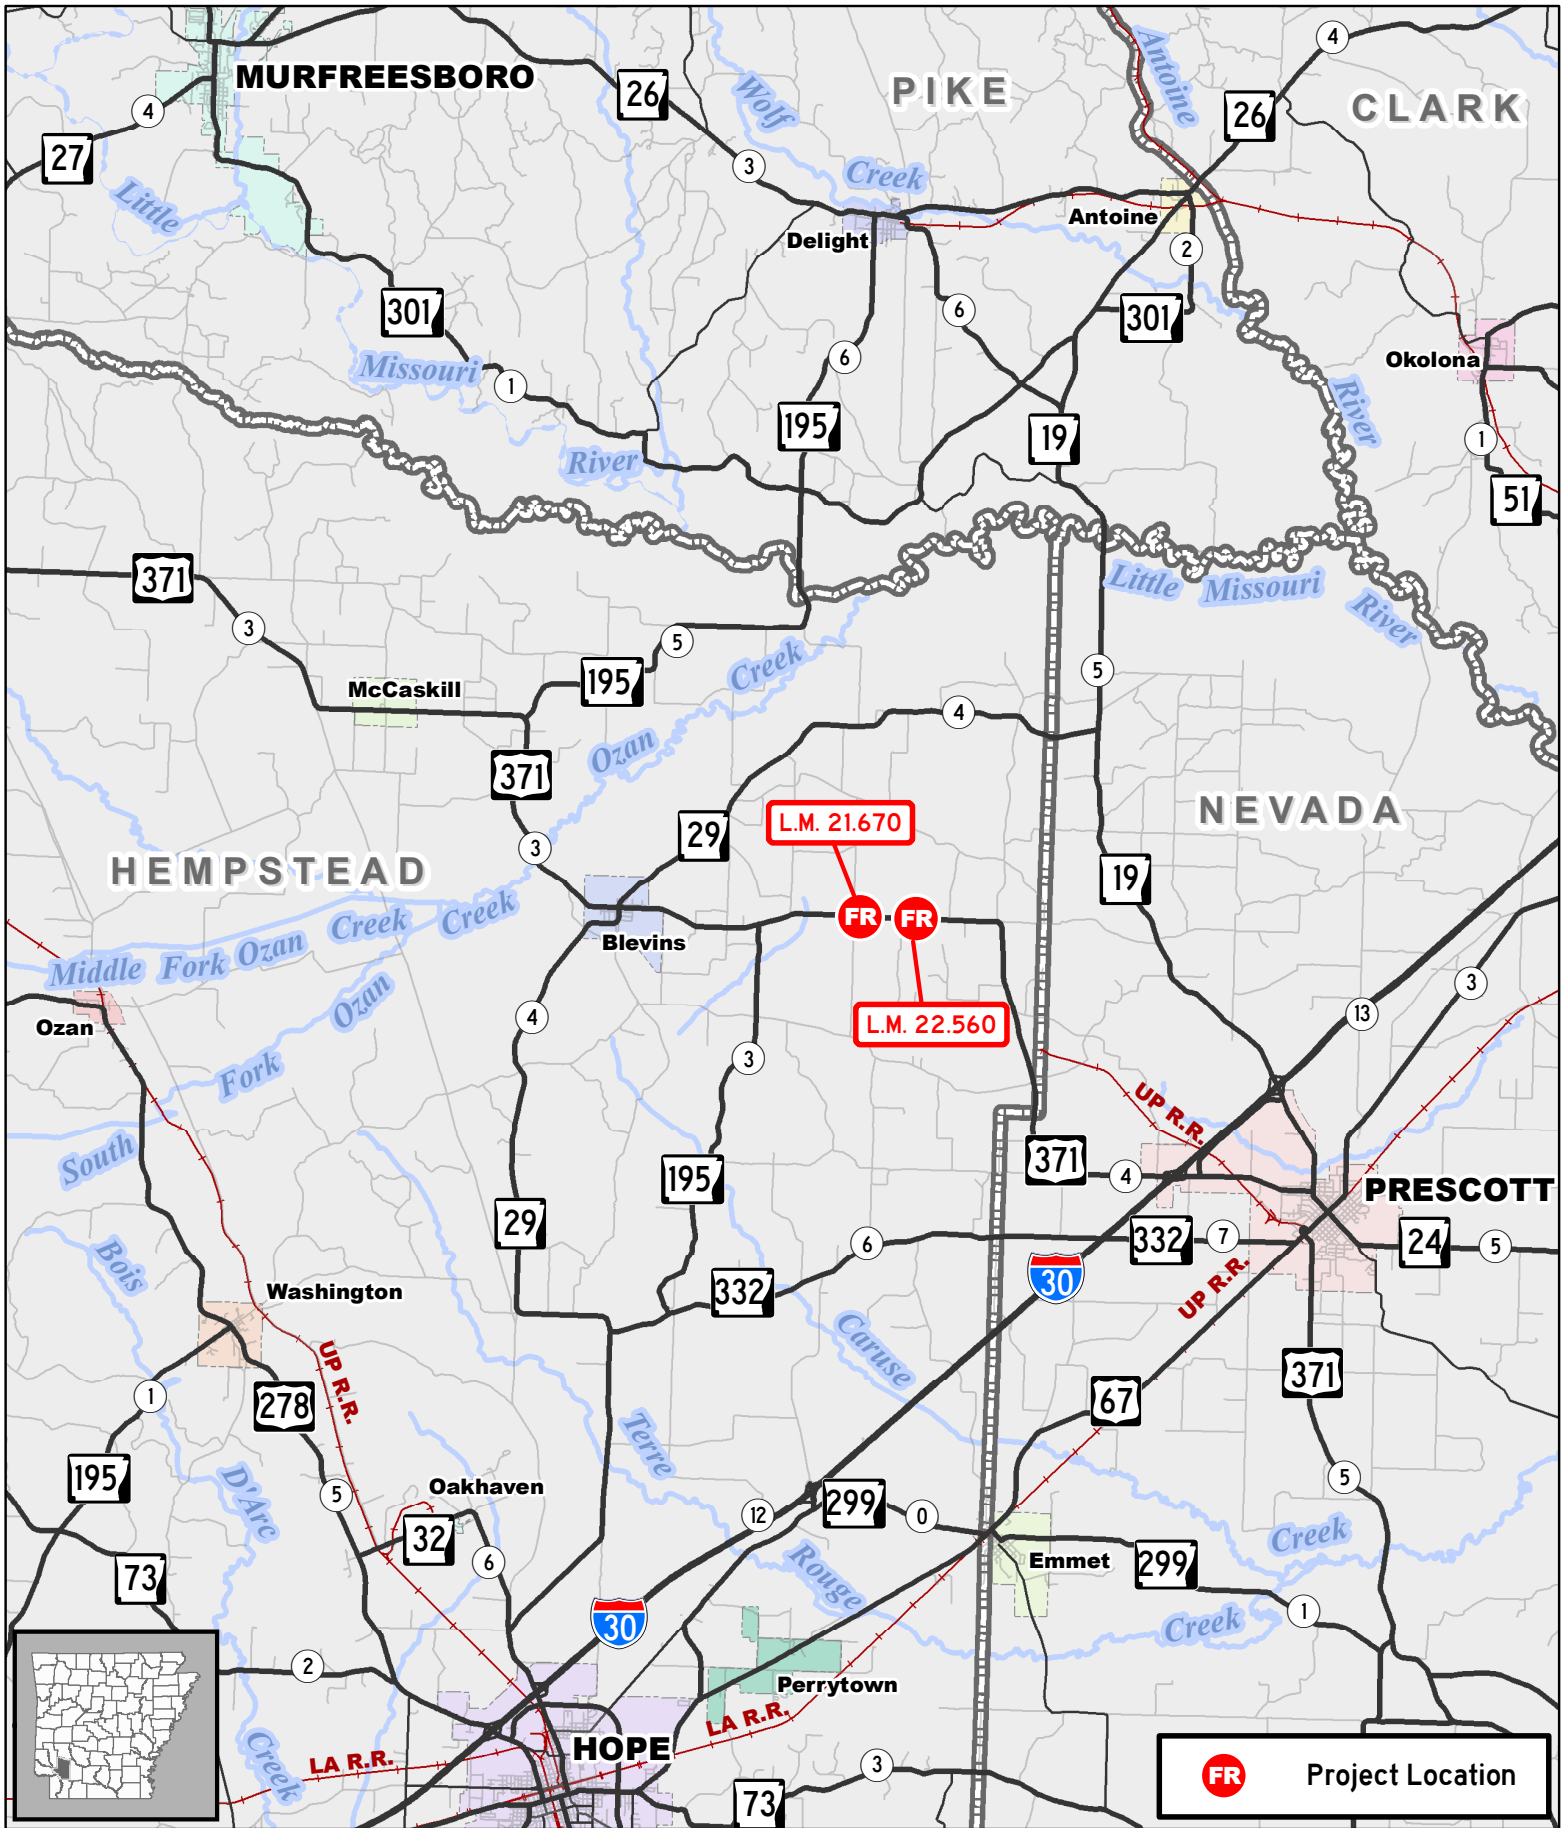 4
Antoine
MURFREESBORO
PIKE
CLARK
26
Wolf
26
4
27
3
Creek
Little
Antoine
Delight
2
301
6
301
Missouri
6
Okolona
1
River
195
19
1
River
51
371
Little Missouri
River
3
5
Creek
195
5
McCaskill
4
Ozan
371
NEVADA
L.M. 21.670
29
3
HEMPSTEAD
19
FR
FR
Creek
Creek
Blevins
Middle Fork Ozan
3
Ozan
4
L.M. 22.560
13
Ozan
3
Fork
UP R.R.
South
371
4
195
PRESCOTT
29
6
332
7
24
5
Bois
30
UP R.R.
Washington
332
Caruse
UP R.R.
371
1
278
67
Terre
195
D'Arc
Oakhaven
5
5
299
12
0
32
6
Rouge
Creek
Emmet
299
73
30
1
Creek
2
Perrytown
LA R.R.
HOPE
Creek
LA R.R.
3
73
FR Project Location